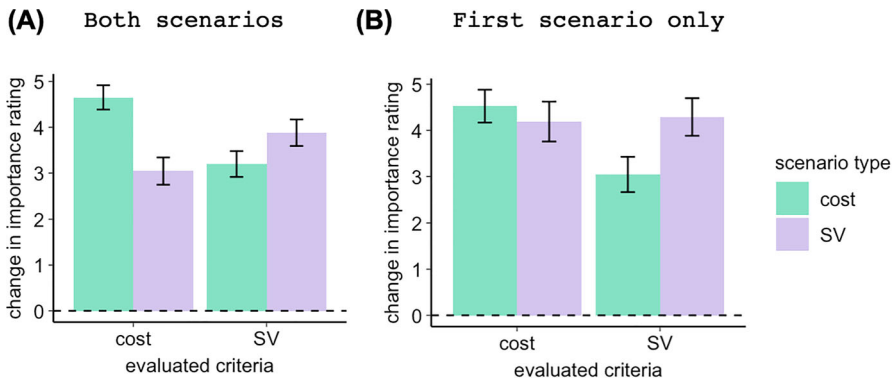 (A) Both scenarios
change in importance rating
5
4
3
2
1
0
cost SV
evaluated criteria
(B) First scenario only
change in importance rating
5
4
3
2
1
0
cost SV
evaluated criteria
scenario type
cost
SV